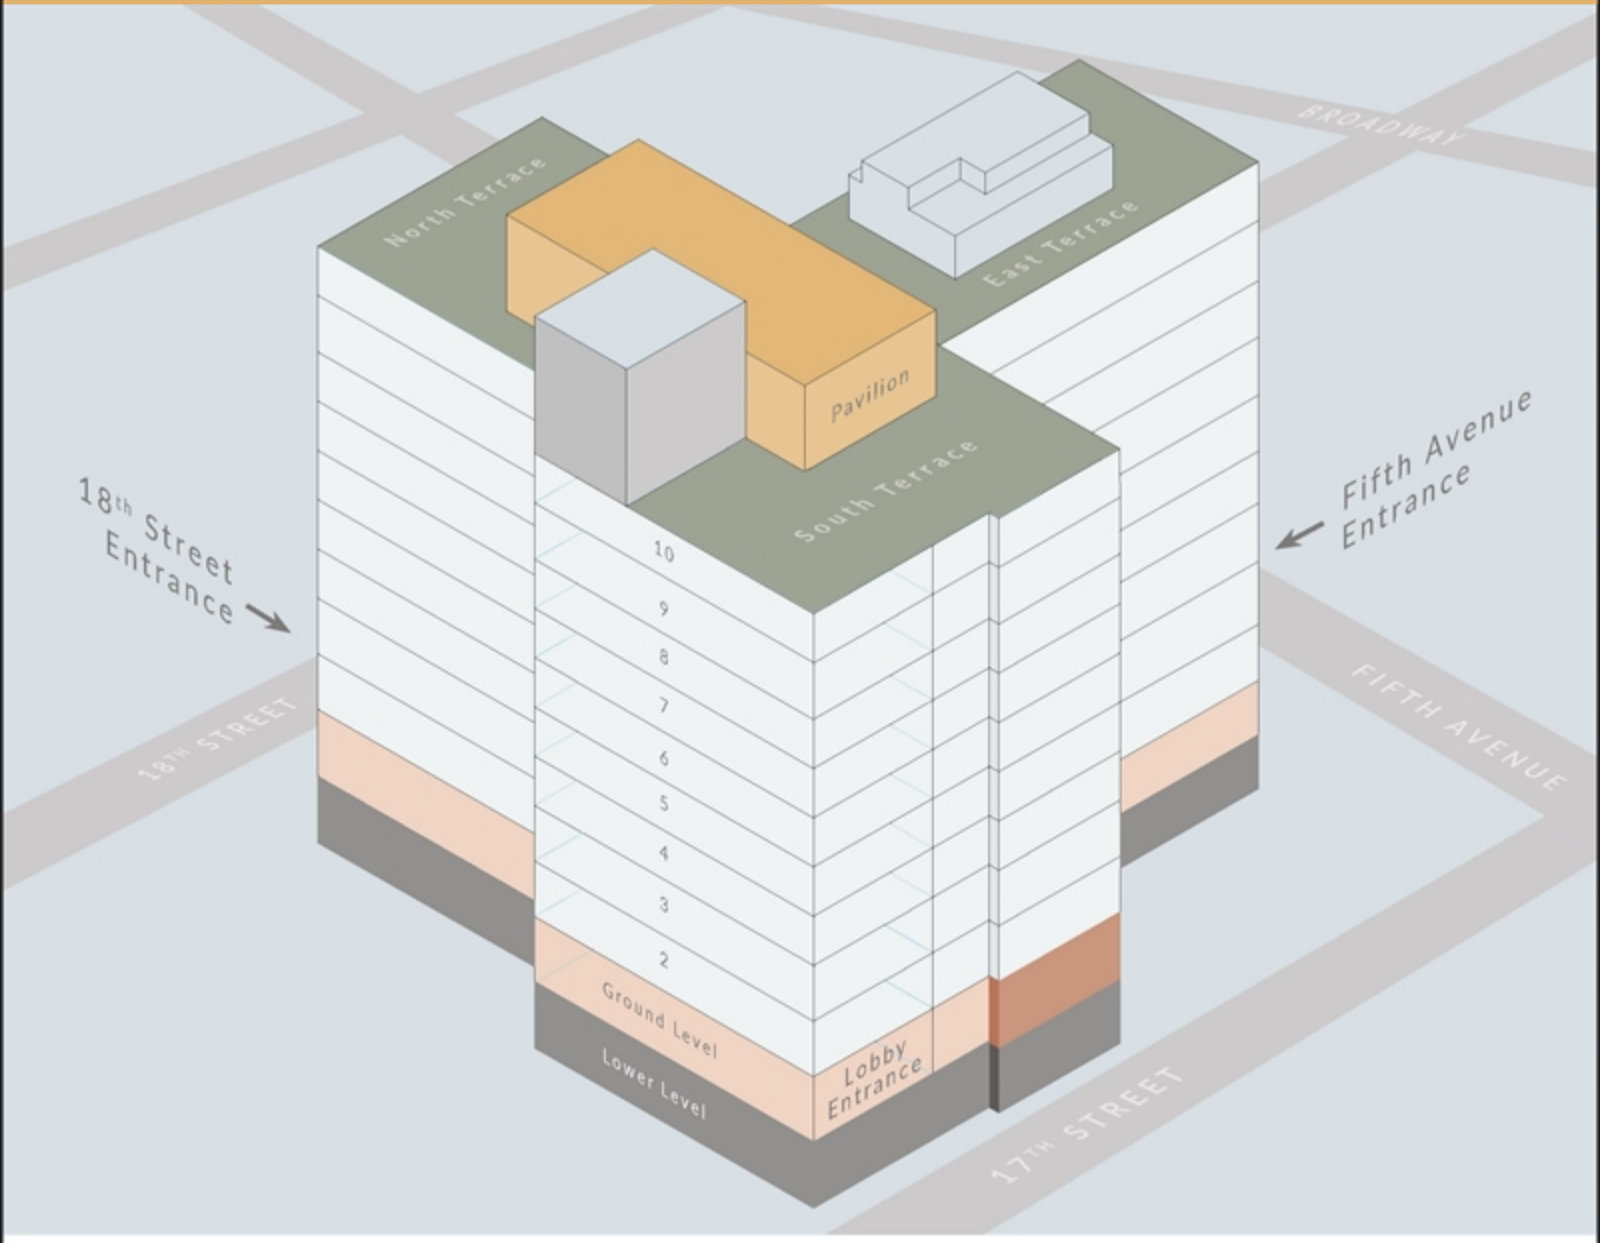 BROADWAY
North Terrace
East Terrace
Pavilion
South Terrace
Fifth Avenue
Entrance
18th Street
Entrance
10
9
8
7
6
5
4
3
2
Ground Level
Lower Level
Lobby
Entrance
18TH STREET
FIFTH AVENUE
17TH STREET